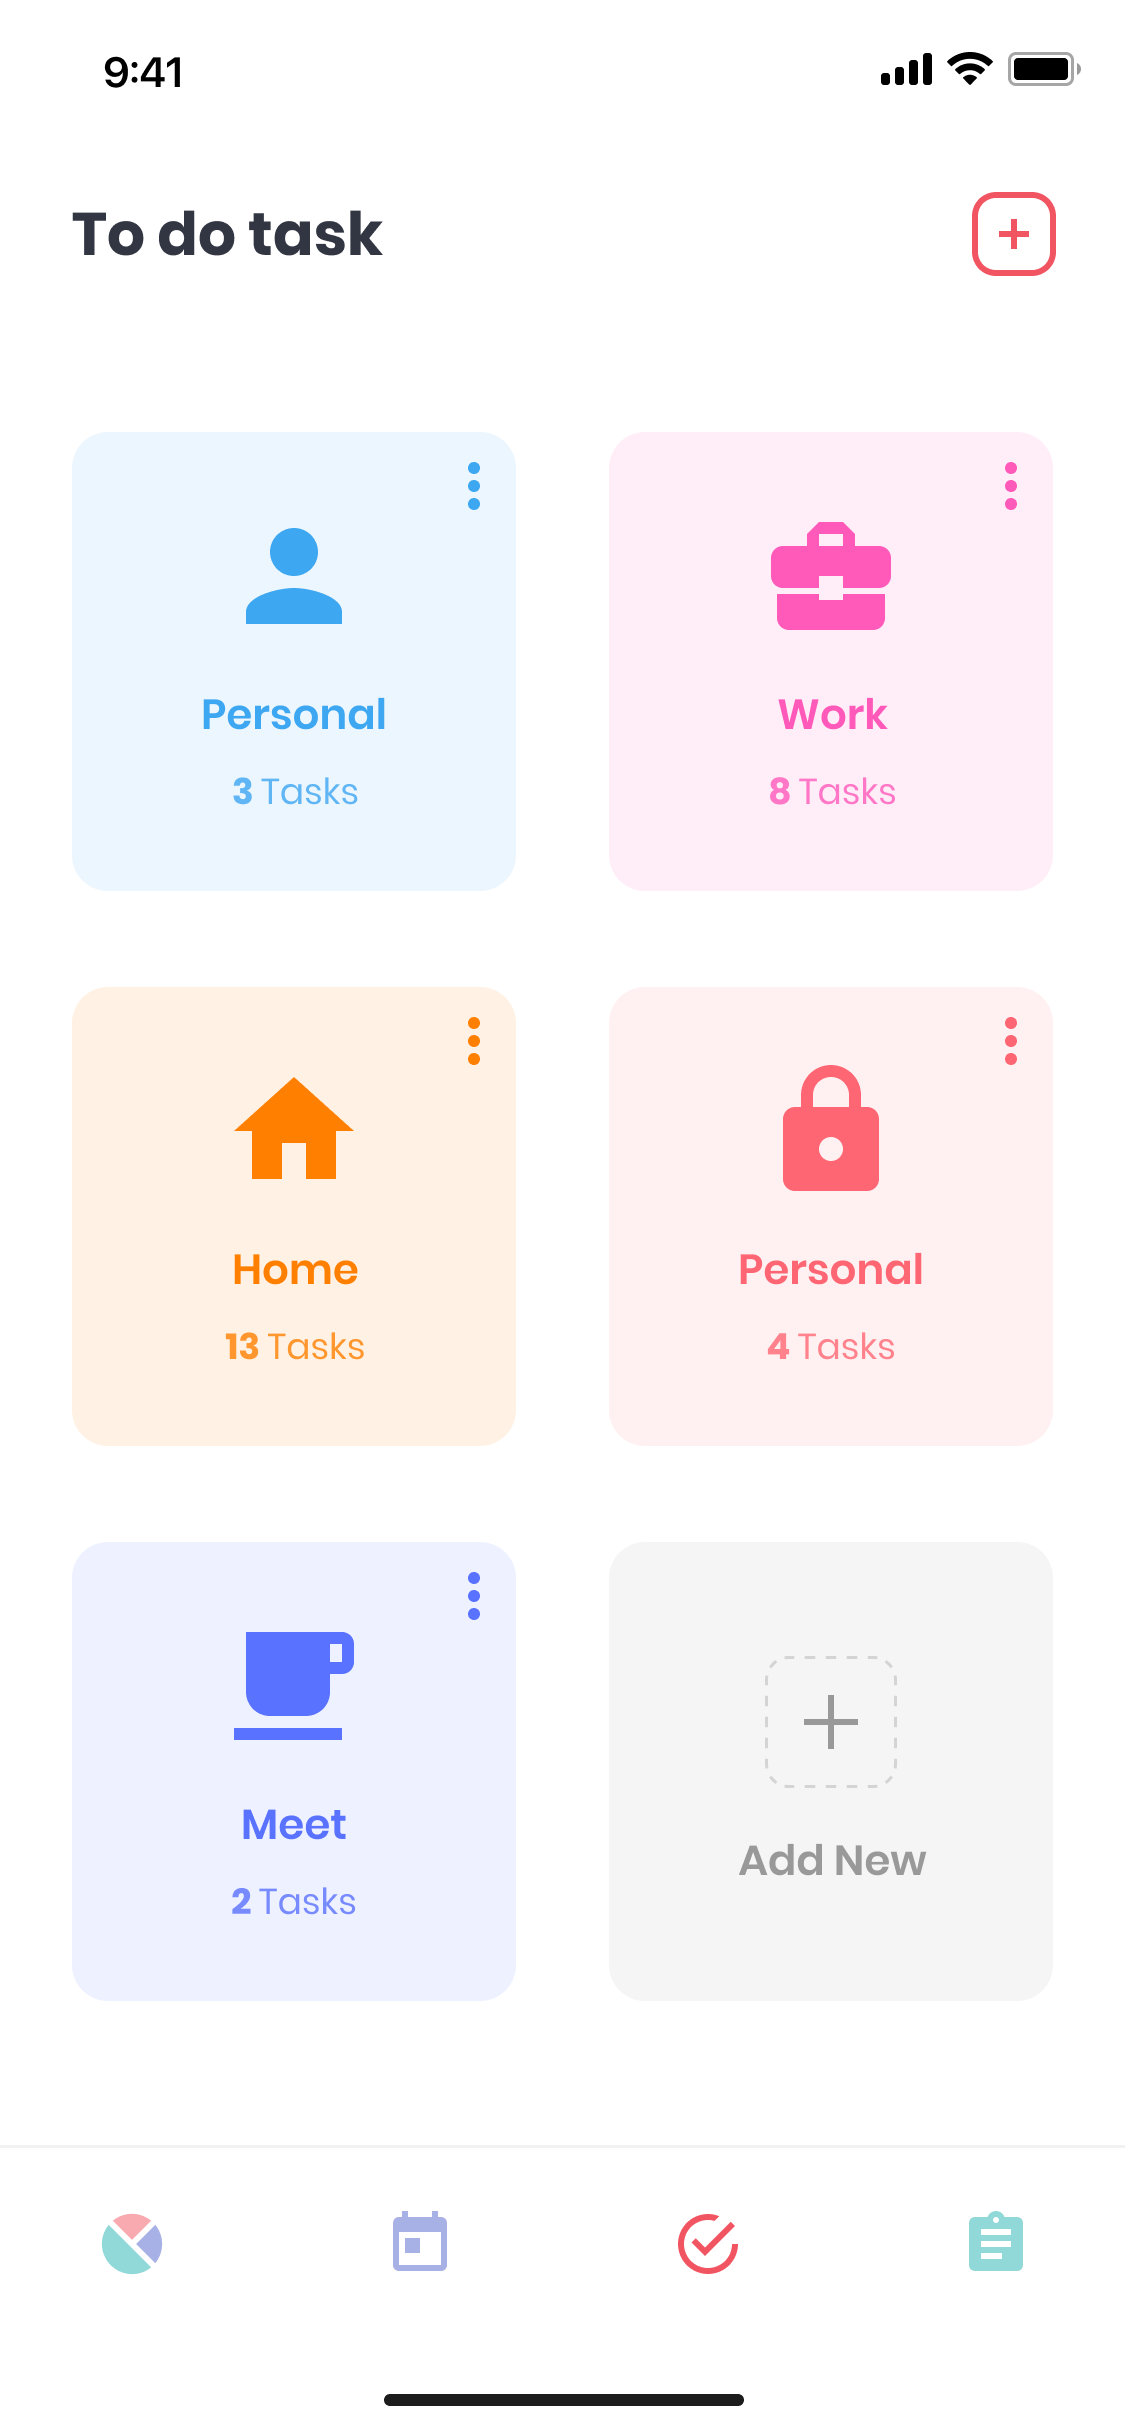 9:41
To do task
Personal
3 Tasks
Work
8 Tasks
Home
13 Tasks
Personal
4 Tasks
Meet
2 Tasks
Add New